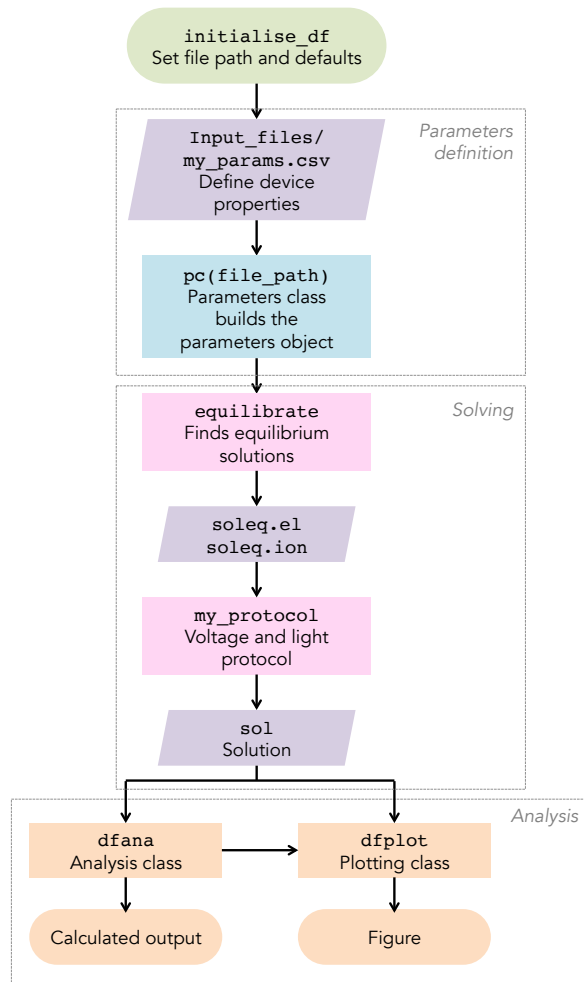 initialise_df
Set file path and defaults
Parameters
definition
Input_files/
my_params.csv
Define device
properties
pc(file_path)
Parameters class
builds the
parameters object
Solving
equilibrate
Finds equilibrium
solutions
soleq.el
soleq.ion
my_protocol
Voltage and light
protocol
sol
Solution
Analysis
dfana
Analysis class
dfplot
Plotting class
Calculated output
Figure